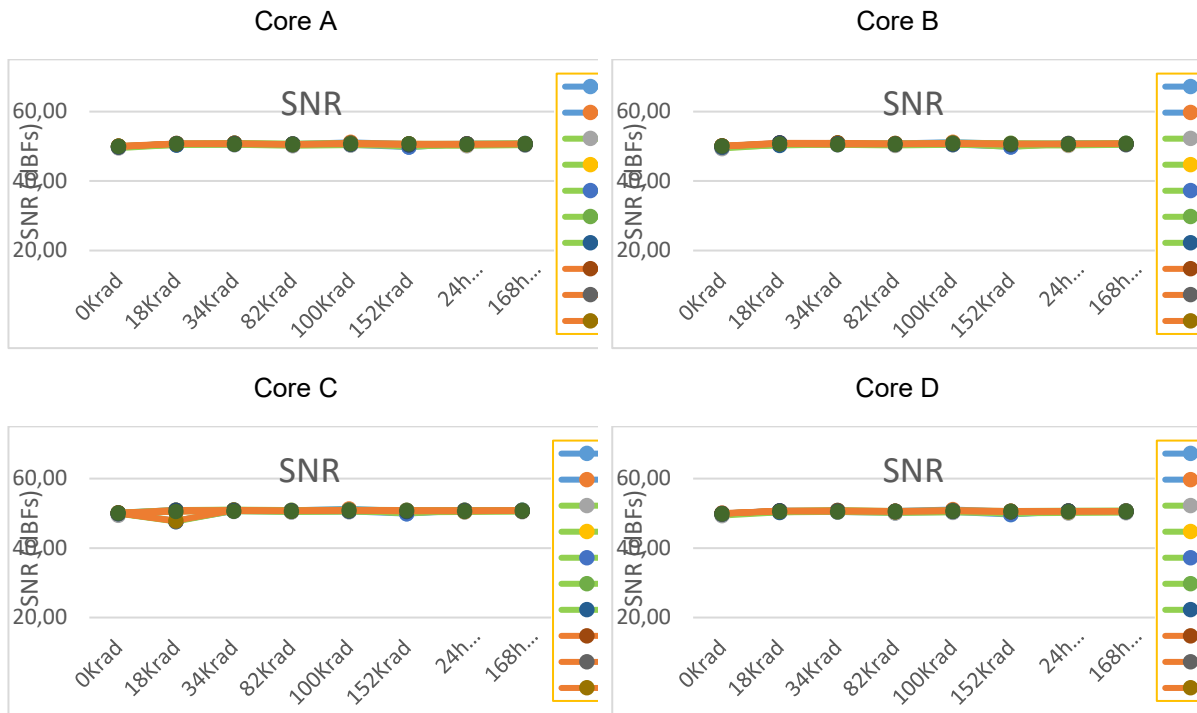 Core A
SNR
SNR (dBFs)
60,00
40,00
20,00
0Krad
18Krad
34Krad
82Krad
100Krad
152Krad
24h...
168h...
Core B
SNR
SNR (dBFs)
60,00
40,00
20,00
0Krad
18Krad
34Krad
82Krad
100Krad
152Krad
24h...
168h...
Core C
SNR
SNR (dBFs)
60,00
40,00
20,00
0Krad
18Krad
34Krad
82Krad
100Krad
152Krad
24h...
168h...
Core D
SNR
SNR (dBFs)
60,00
40,00
20,00
0Krad
18Krad
34Krad
82Krad
100Krad
152Krad
24h...
168h...